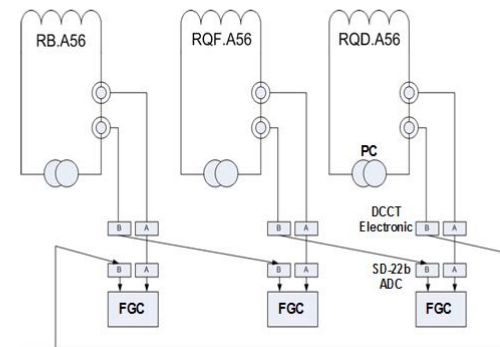 RB.A56
RQF.A56
RQD.A56
PC
DCCT
Electronic
B A
B A
B A
SD-22b
ADC
B A
B A
B A
FGC
FGC
FGC